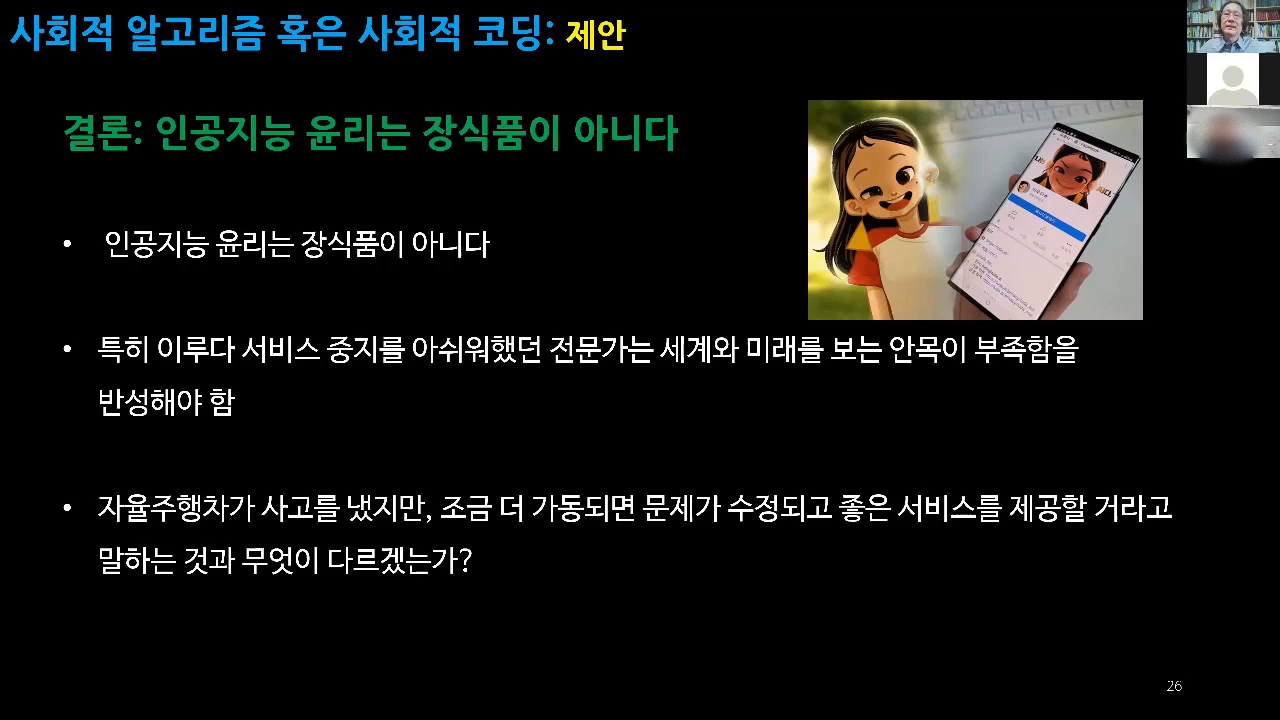 사회적 알고리즘 혹은 사회적 코딩: 제안
결론: 인공지능 윤리는 장식품이 아니다
• 인공지능 윤리는 장식품이 아니다
• 특히 이루다 서비스 중지를 아쉬워했던 전문가는 세계와 미래를 보는 안목이 부족함을
반성해야 함
• 자율주행차가 사고를 냈지만, 조금 더 가동되면 문제가 수정되고 좋은 서비스를 제공할 거라고
말하는 것과 무엇이 다르겠는가?
26